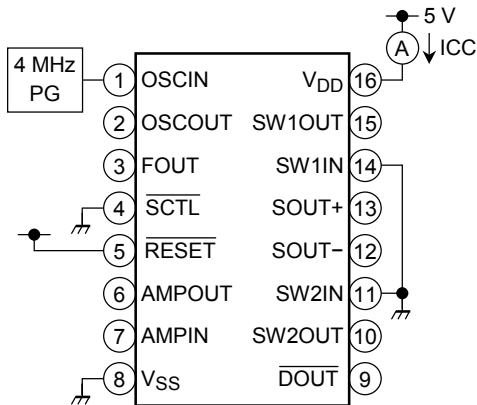 5 V
A
ICC
4 MHz
PG
1 OSCIN
2 OSCOUT
3 FOUT
4 SCTL
5 RESET
6 AMPOUT
7 AMPIN
8 VSS
VDD 16
SW1OUT 15
SW1IN 14
SOUT+ 13
SOUT− 12
SW2IN 11
SW2OUT 10
DOUT 9